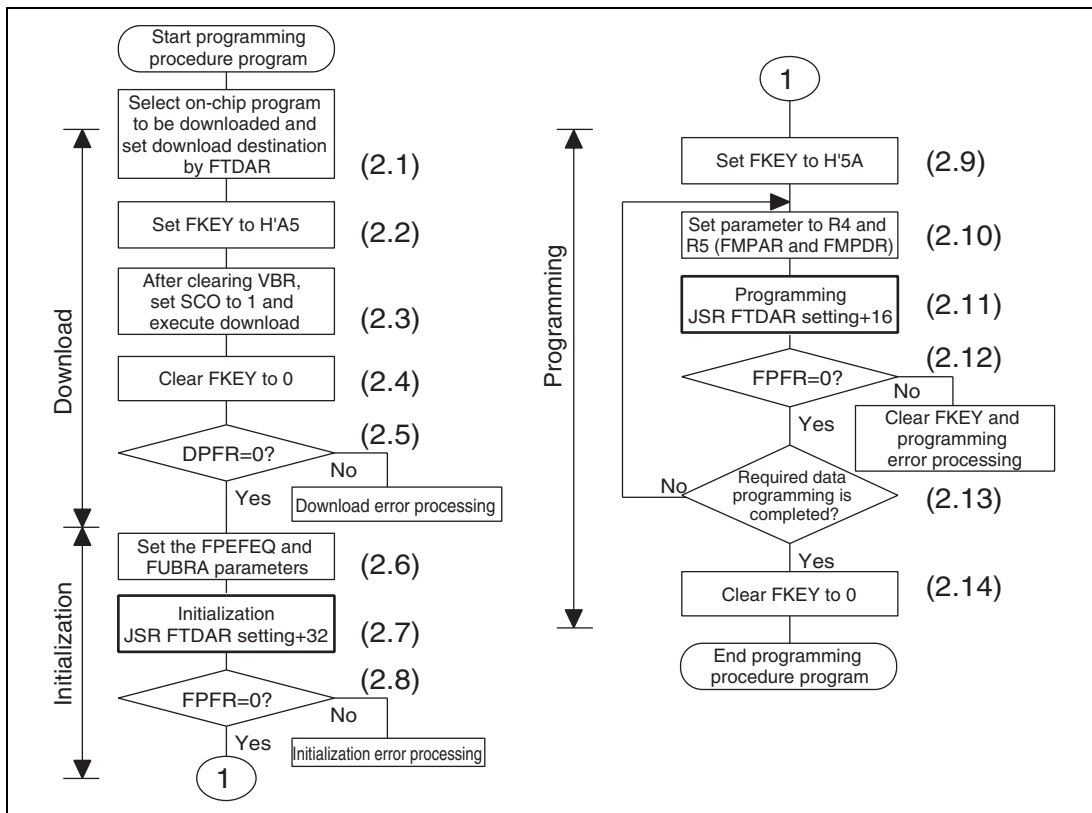 Start programming
procedure program
Select on-chip program
to be downloaded and
set download destination
by FTDAR
(2.1)
Set FKEY to H'A5
(2.2)
After clearing VBR,
set SCO to 1 and
execute download
(2.3)
Clear FKEY to 0
(2.4)
DPFR=0?
(2.5)
No
Yes
Download error processing
Download
Set the FPEFEQ and
FUBRA parameters
(2.6)
Initialization
JSR FTDAR setting+32
(2.7)
FPFR=0?
(2.8)
No
Yes
Initialization error processing
1
Initialization
1
Set FKEY to H'5A
(2.9)
Set parameter to R4 and
R5 (FMPAR and FMPDR)
(2.10)
Programming
JSR FTDAR setting+16
(2.11)
FPFR=0?
(2.12)
No
Yes
Clear FKEY and
programming
error processing
No
Required data
programming is
completed?
(2.13)
Yes
Clear FKEY to 0
(2.14)
End programming
procedure program
Programming